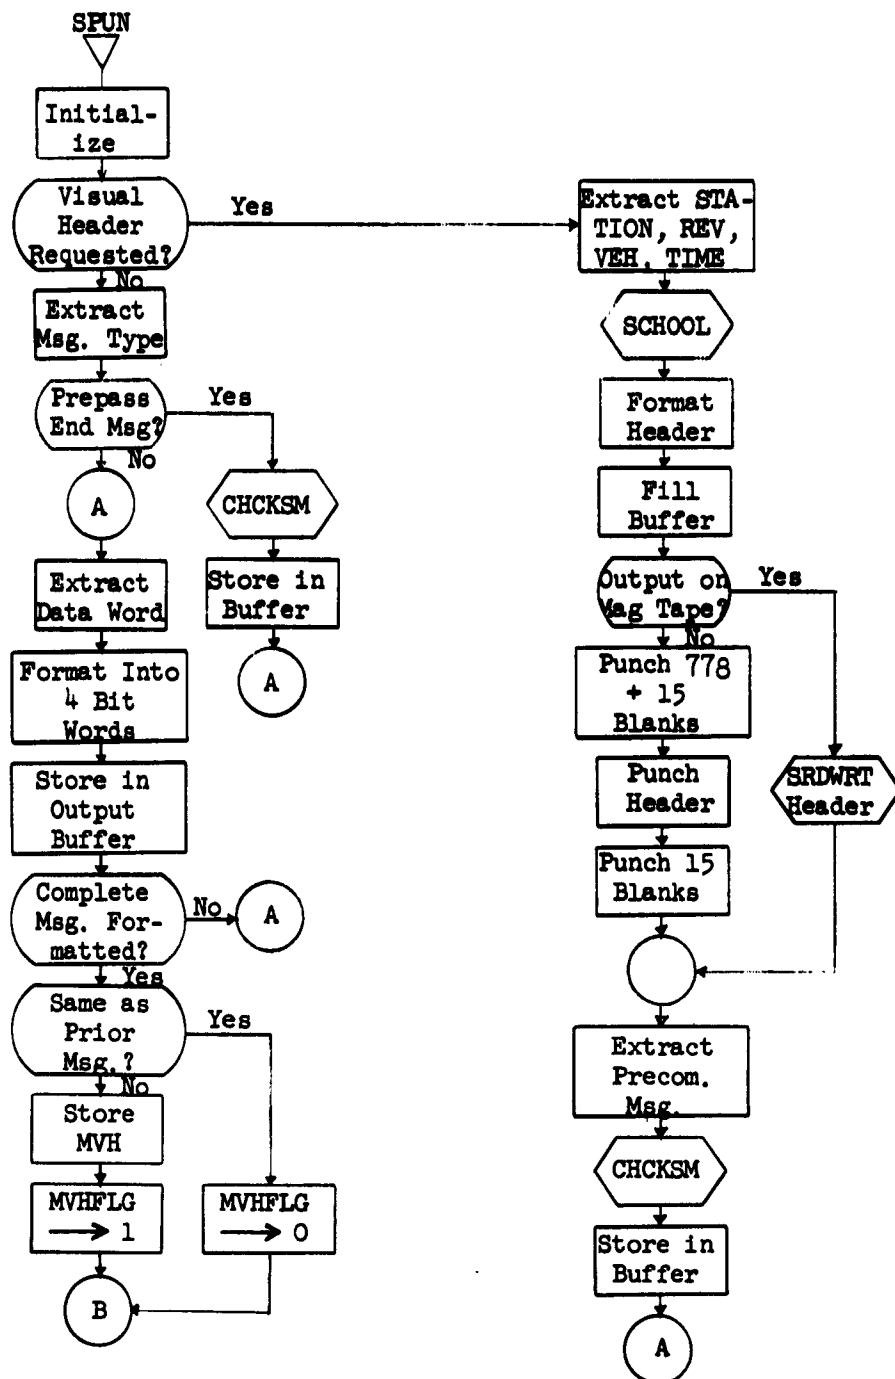 SPUN
Initial-
ize
Visual
Header
Requested?
Yes
No
Extract
Msg. Type
Prepass
End Msg?
Yes
No
A
CHCKSM
Store in
Buffer
A
Extract
Data Word
Format Into
4 Bit
Words
Store in
Output
Buffer
Complete
Msg. For-
matted?
No
A
Yes
Same as
Prior
Msg.?
Yes
No
Store
MVH
MVHFLG
→ 1
MVHFLG
→ 0
B
Extract STA-
TION, REV,
VEH, TIME
SCHOOL
Format
Header
Fill
Buffer
Output on
Mag Tape?
Yes
No
Punch 778
+ 15
Blanks
Punch
Header
SRDWRT
Header
Punch 15
Blanks
Extract
Precom.
Msg.
CHCKSM
Store in
Buffer
A